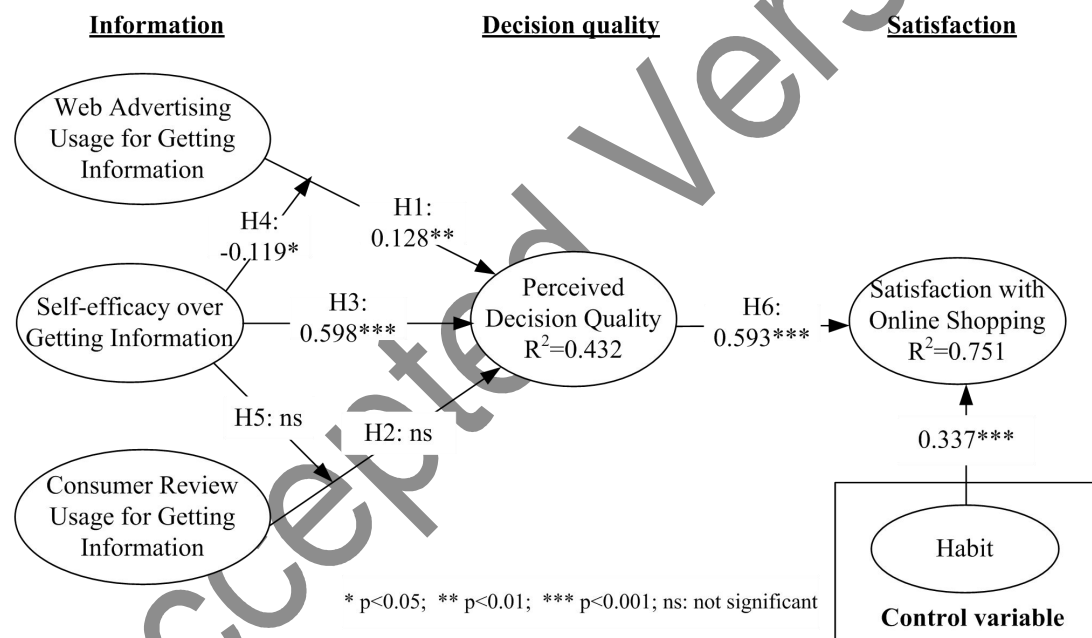 Information
Decision quality
Satisfaction
Web Advertising
Usage for Getting
Information
H4:
-0.119*
H1:
0.128**
Self-efficacy over
Getting Information
H3:
0.598***
Perceived
Decision Quality
R²=0.432
H6:
0.593***
Satisfaction with
Online Shopping
R²=0.751
H5: ns
H2: ns
0.337***
Consumer Review
Usage for Getting
Information
Habit
Control variable
* p<0.05; ** p<0.01; *** p<0.001; ns: not significant
ccepted Vers